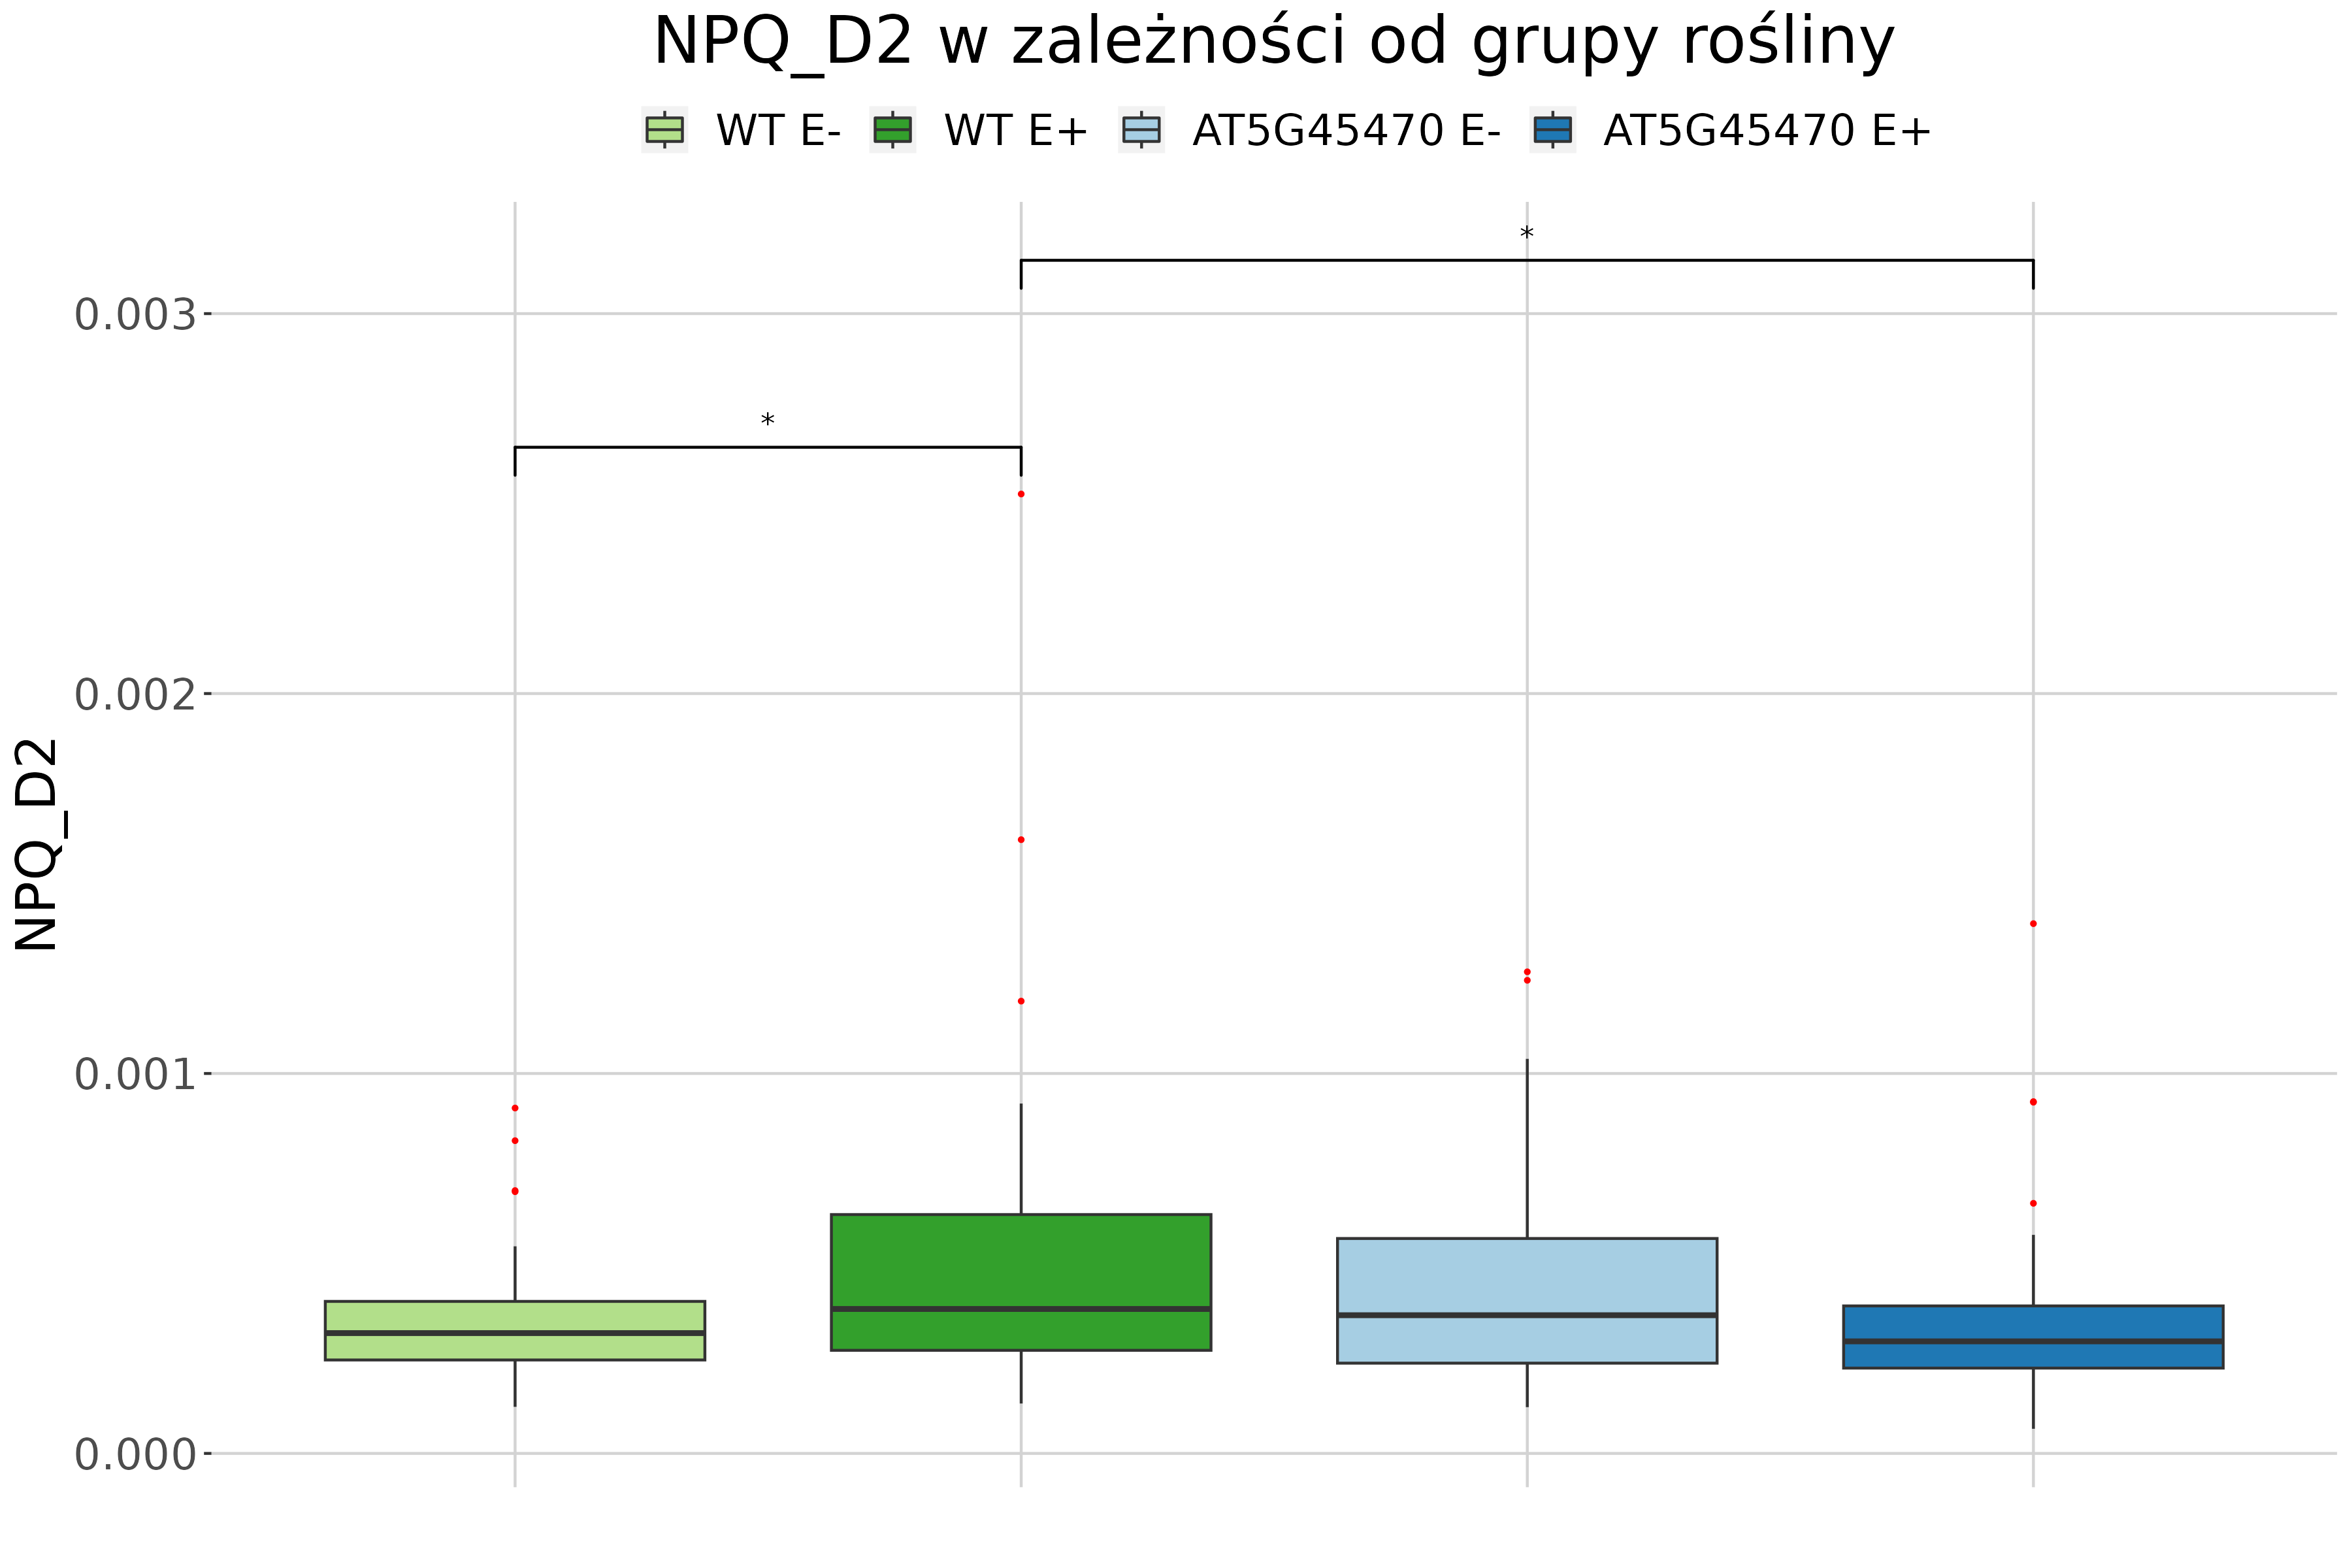 NPQ_D2 w zależności od grupy rośliny
WT E- WT E+ AT5G45470 E- AT5G45470 E+
*
0.003
*
0.002
NPQ_D2
0.001
0.000